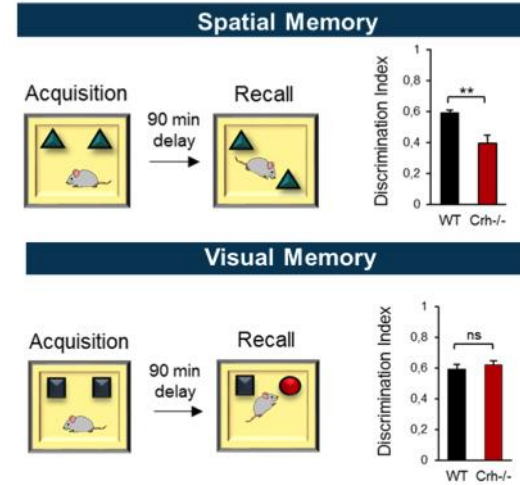 Spatial Memory
Acquisition
90 min
delay
Recall
Discrimination Index
1
0,8
0,6
0,4
0,2
0
**
WT
Crh-/-
Visual Memory
Acquisition
90 min
delay
Recall
Discrimination Index
1
0,8
0,6
0,4
0,2
0
ns
WT
Crh-/-